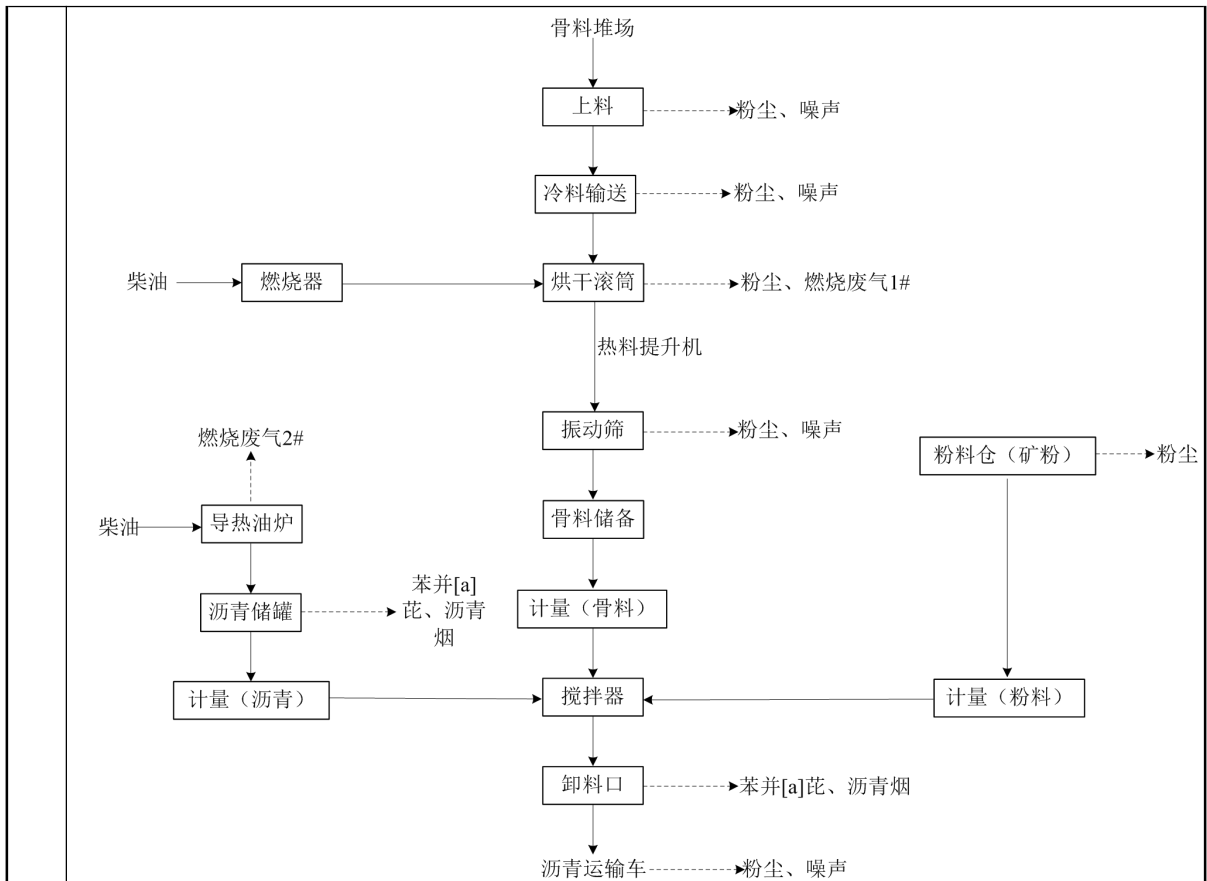 骨料堆场
上料
粉尘、噪声
冷料输送
粉尘、噪声
柴油
燃烧器
烘干滚筒
粉尘、燃烧废气1#
热料提升机
振动筛
粉尘、噪声
燃烧废气2#
粉料仓（矿粉）
粉尘
柴油
导热油炉
骨料储备
沥青储罐
苯并[a]
芘、沥青
烟
计量（骨料）
计量（沥青）
搅拌器
计量（粉料）
卸料口
苯并[a]芘、沥青烟
沥青运输车
粉尘、噪声